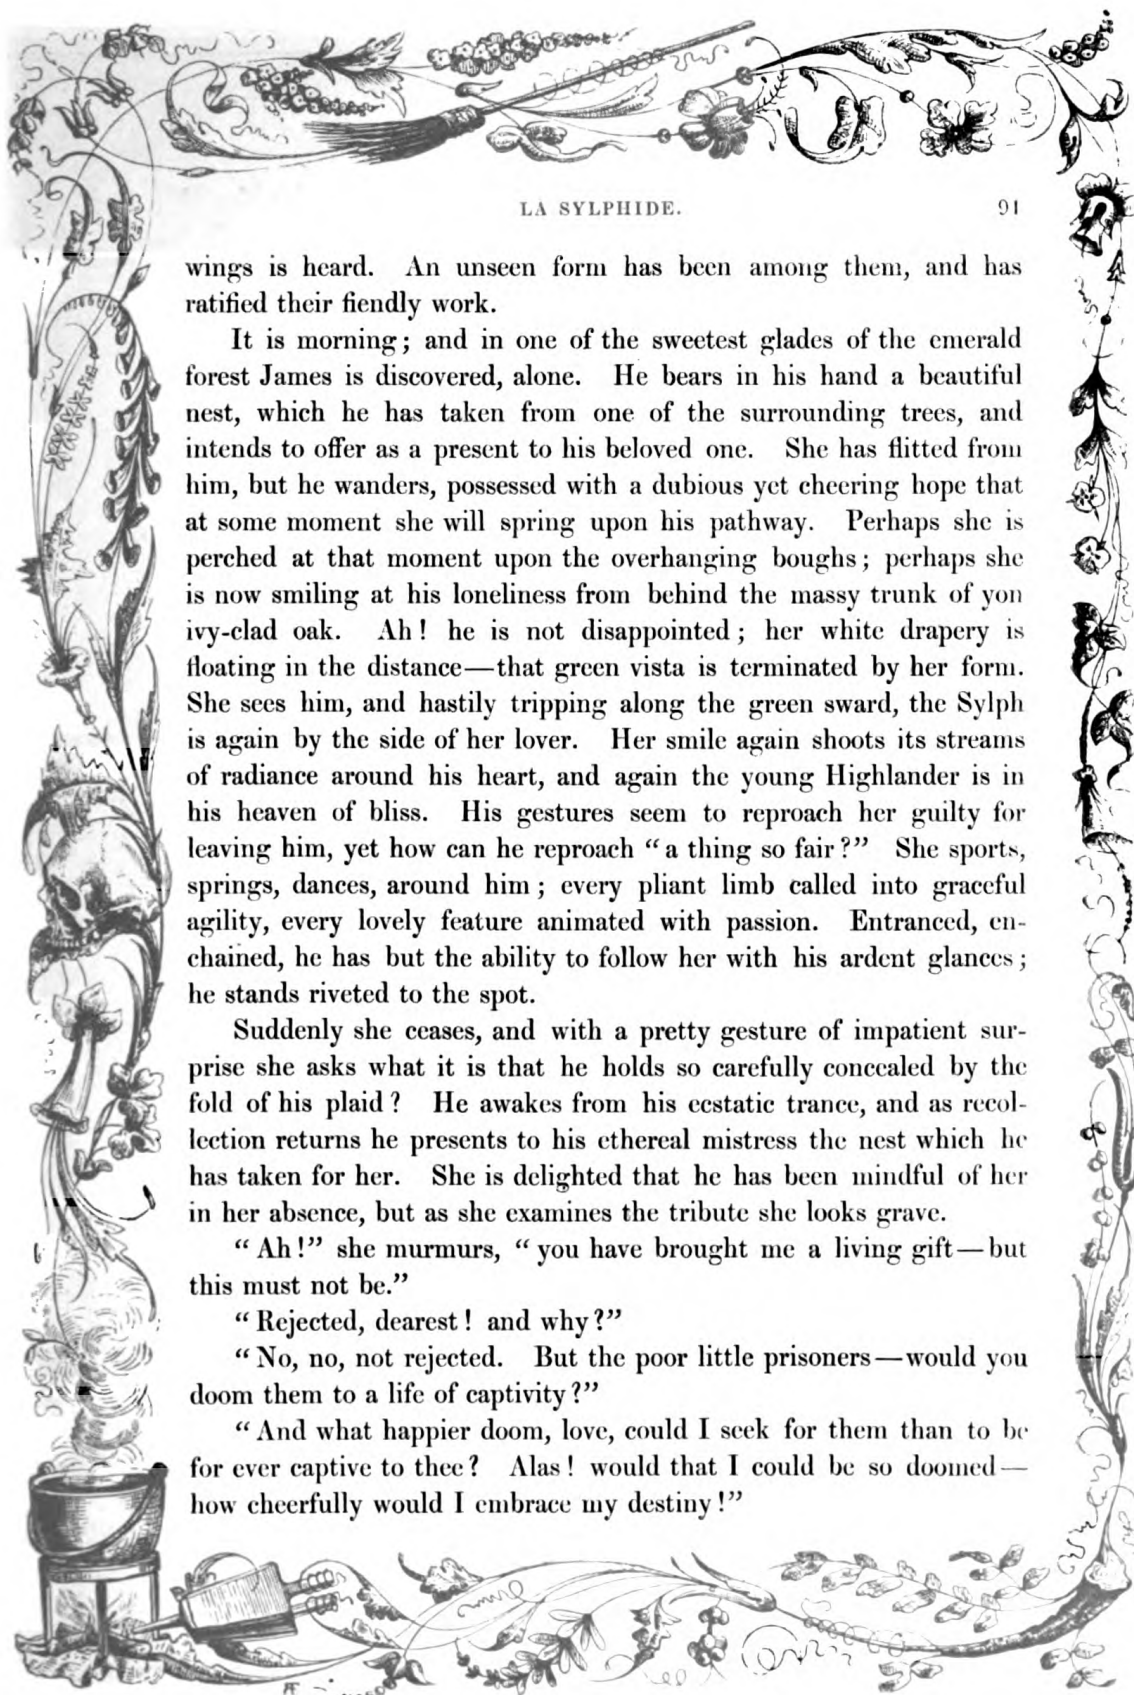 LA SYLPHIDE. 91
wings is heard. An unseen form has been among them, and has
ratified their fiendly work.
It is morning; and in one of the sweetest glades of the emerald
forest James is discovered, alone. He bears in his hand a beautiful
nest, which he has taken from one of the surrounding trees, and
intends to offer as a present to his beloved one. She has flitted from
him, but he wanders, possessed with a dubious yet cheering hope that
at some moment she will spring upon his pathway. Perhaps she is
perched at that moment upon the overhanging boughs; perhaps she
is now smiling at his loneliness from behind the massy trunk of yon
ivy-clad oak. Ah! he is not disappointed; her white drapery is
floating in the distance—that green vista is terminated by her form.
She sees him, and hastily tripping along the green sward, the Sylph
is again by the side of her lover. Her smile again shoots its streams
of radiance around his heart, and again the young Highlander is in
his heaven of bliss. His gestures seem to reproach her guilty for
leaving him, yet how can he reproach "a thing so fair?" She sports,
springs, dances, around him; every pliant limb called into graceful
agility, every lovely feature animated with passion. Entranced, en-
chained, he has but the ability to follow her with his ardent glances;
he stands riveted to the spot.
Suddenly she ceases, and with a pretty gesture of impatient sur-
prise she asks what it is that he holds so carefully concealed by the
fold of his plaid? He awakes from his ecstatic trance, and as recol-
lection returns he presents to his ethereal mistress the nest which he
has taken for her. She is delighted that he has been mindful of her
in her absence, but as she examines the tribute she looks grave.
"Ah!" she murmurs, "you have brought me a living gift—but
this must not be."
"Rejected, dearest! and why?"
"No, no, not rejected. But the poor little prisoners—would you
doom them to a life of captivity?"
"And what happier doom, love, could I seek for them than to be
for ever captive to thee? Alas! would that I could be so doomed—
how cheerfully would I embrace my destiny!"